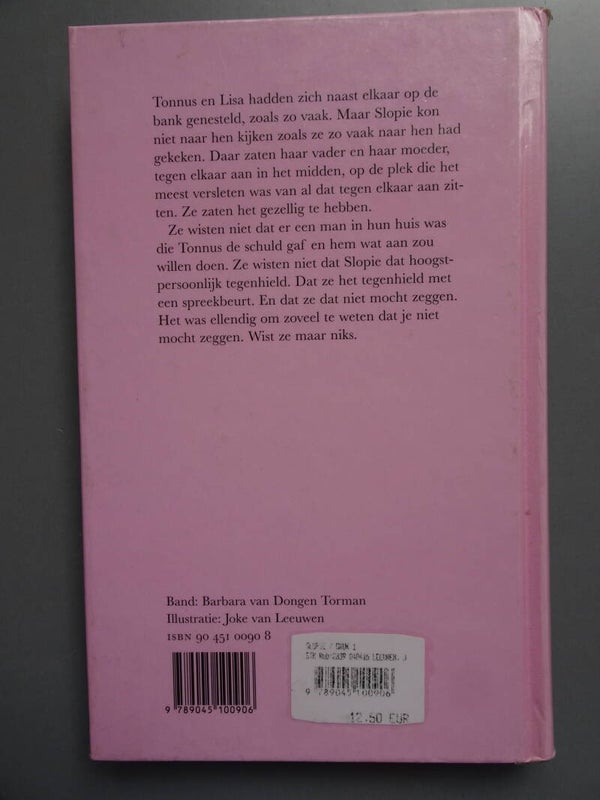 Tonnus en Lisa hadden zich naast elkaar op de
bank genesteld, zoals zo vaak. Maar Slopie kon
niet naar hen kijken zoals ze zo vaak naar hen had
gekeken. Daar zaten haar vader en haar moeder,
tegen elkaar aan in het midden, op de plek die het
meest versleten was van al dat tegen elkaar aan zit-
ten. Ze zaten het gezellig te hebben.
Ze wisten niet dat er een man in hun huis was
die Tonnus de schuld gaf en hem wat aan zou
willen doen. Ze wisten niet dat Slopie dat hoogst-
persoonlijk tegenhield. Dat ze het tegenhield met
een spreekbeurt. En dat ze dat niet mocht zeggen.
Het was ellendig om zoveel te weten dat je niet
mocht zeggen. Wist ze maar niks.
Band: Barbara van Dongen Torman
Illustratie: Joke van Leeuwen
ISBN 90 451 0090 8
9 789045 100906
SLOPIE / DRUK 1
LEEUWEN, J
9 789045 100906
12.50 EUR